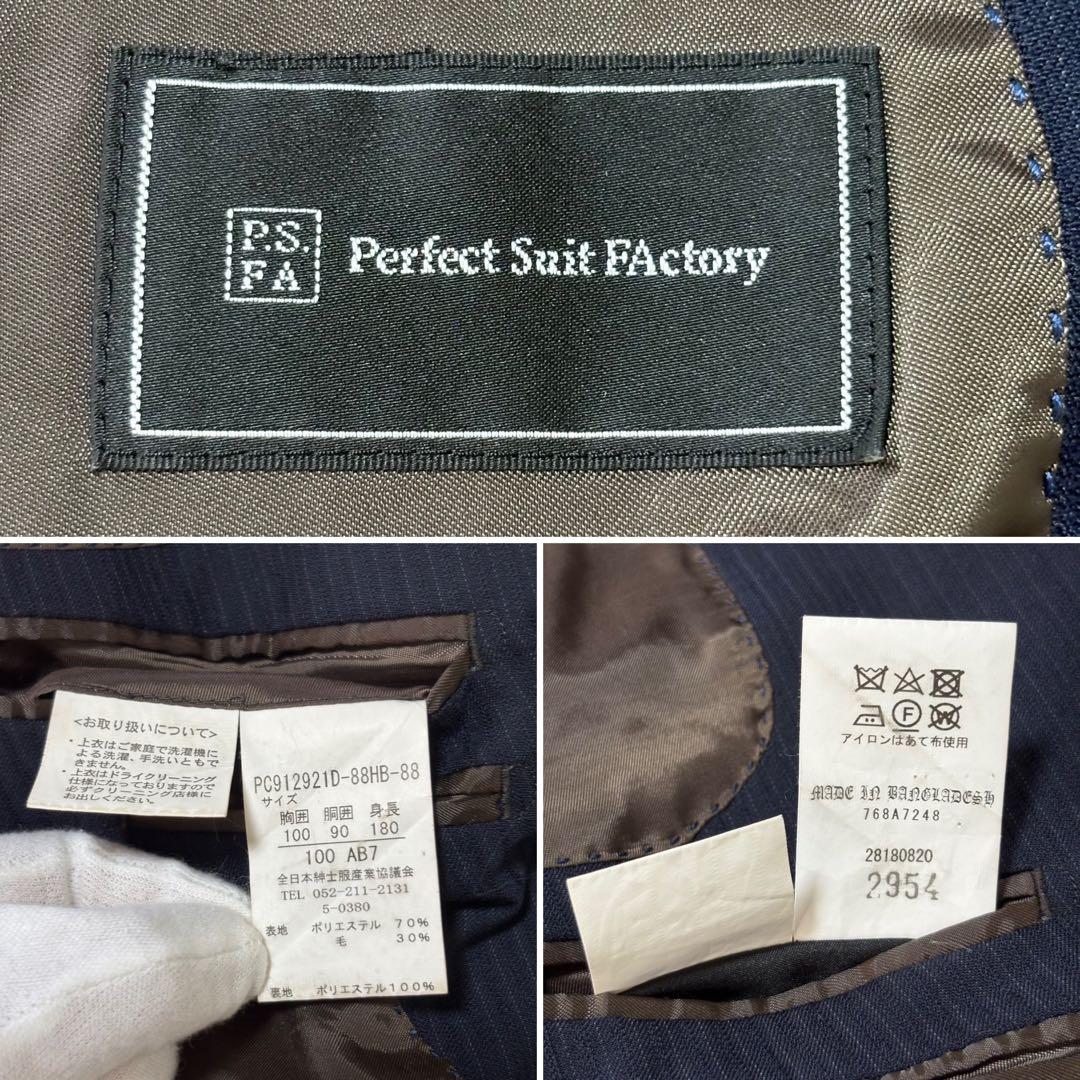 P.S.
FA
Perfect Suit FActory
<お取り扱いについて>
・上衣はご家庭で洗濯機に
よる洗濯、手洗いともで
きません。
・上衣はドライクリーニング
仕様になっておりますので
必ずクリーニング店様に
お出しください。
PC912921D-88HB-88
サイズ
胸囲 胴囲 身長
100 90 180
100 AB7
全日本紳士服産業協議会
TEL 052-211-2131
5-0380
表地 ポリエステル 70%
毛 30%
裏地 ポリエステル100%
F
W
アイロンはあて布使用
MADE IN BANGLADESH
768A7248
28180820
2954